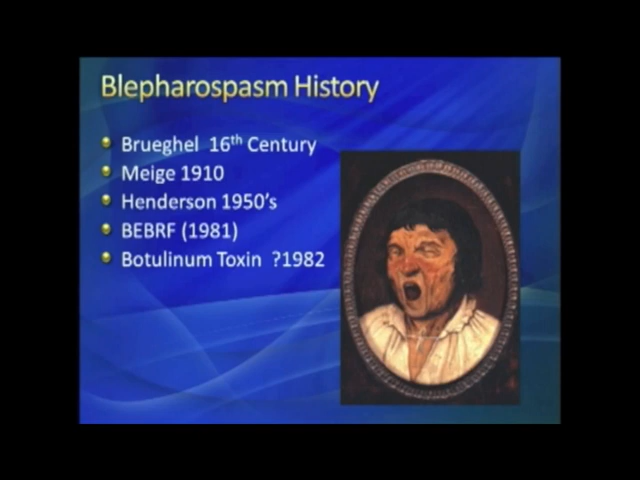 Blepharospasm History
Brueghel 16th Century
Meige 1910
Henderson 1950's
BEBRF (1981)
Botulinum Toxin ?1982